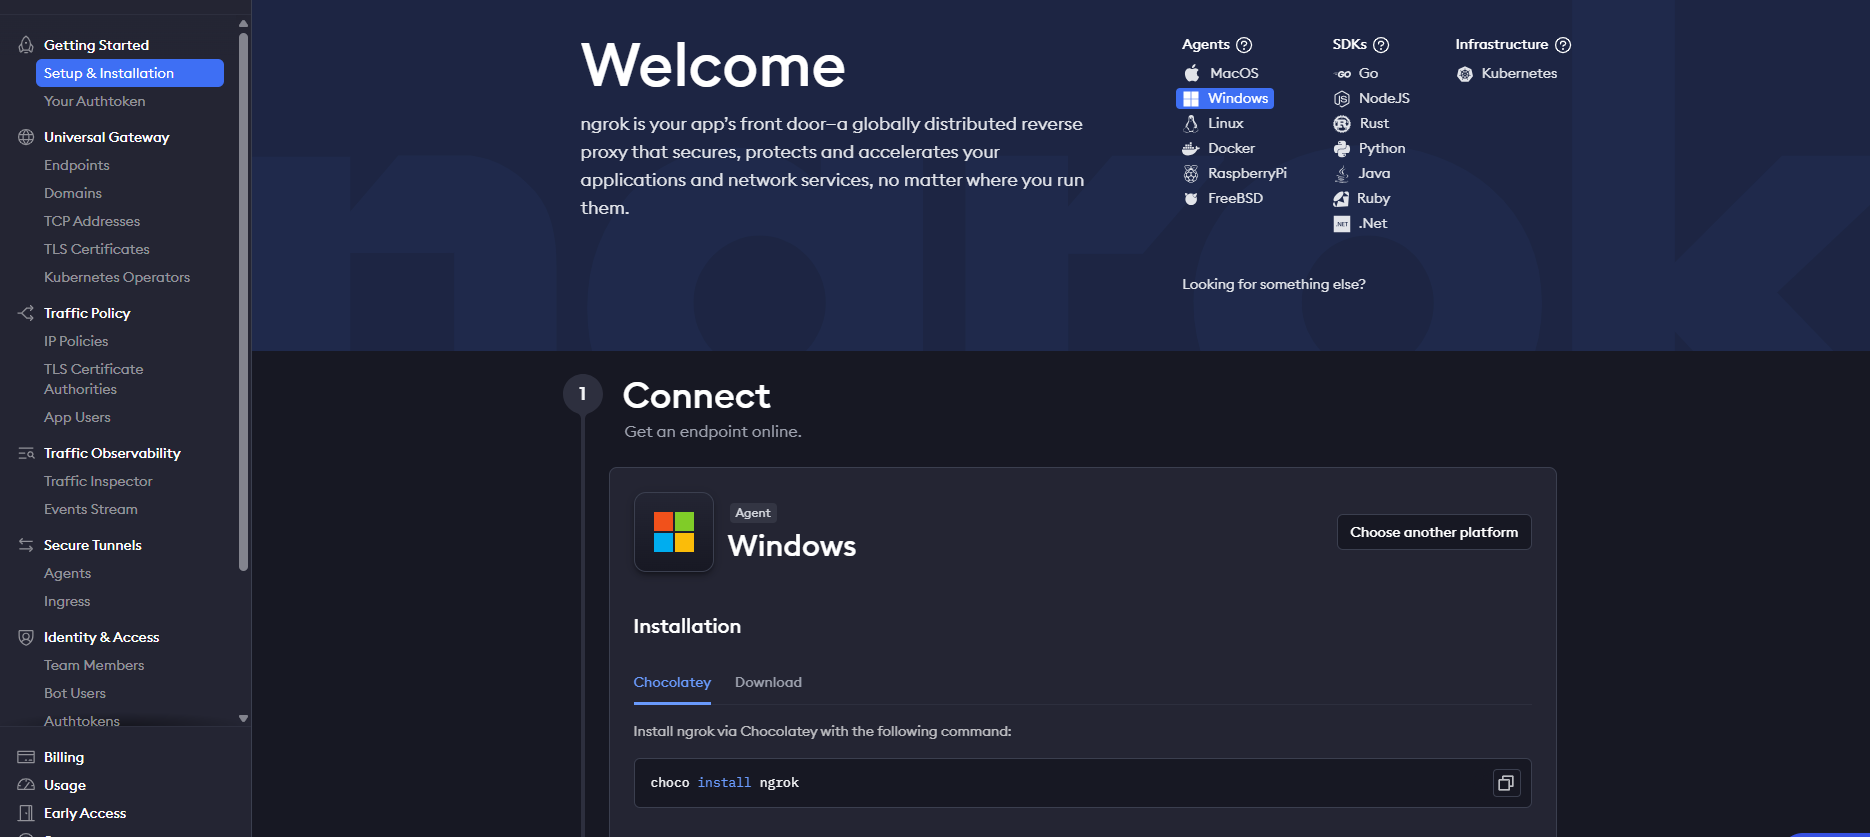 Getting Started
Setup & Installation
Your Authtoken
Universal Gateway
Endpoints
Domains
TCP Addresses
TLS Certificates
Kubernetes Operators
Traffic Policy
IP Policies
TLS Certificate
Authorities
App Users
Traffic Observability
Traffic Inspector
Events Stream
Secure Tunnels
Agents
Ingress
Identity & Access
Team Members
Bot Users
Authtokens
Billing
Usage
Early Access
Welcome
ngrok is your app’s front door—a globally distributed reverse
proxy that secures, protects and accelerates your
applications and network services, no matter where you run
them.
Agents
MacOS
Windows
Linux
Docker
RaspberryPi
FreeBSD
SDKs
Go
NodeJS
Rust
Python
Java
Ruby
.Net
Infrastructure
Kubernetes
Looking for something else?
1
Connect
Get an endpoint online.
Agent
Windows
Choose another platform
Installation
Chocolatey
Download
Install ngrok via Chocolatey with the following command:
choco install ngrok